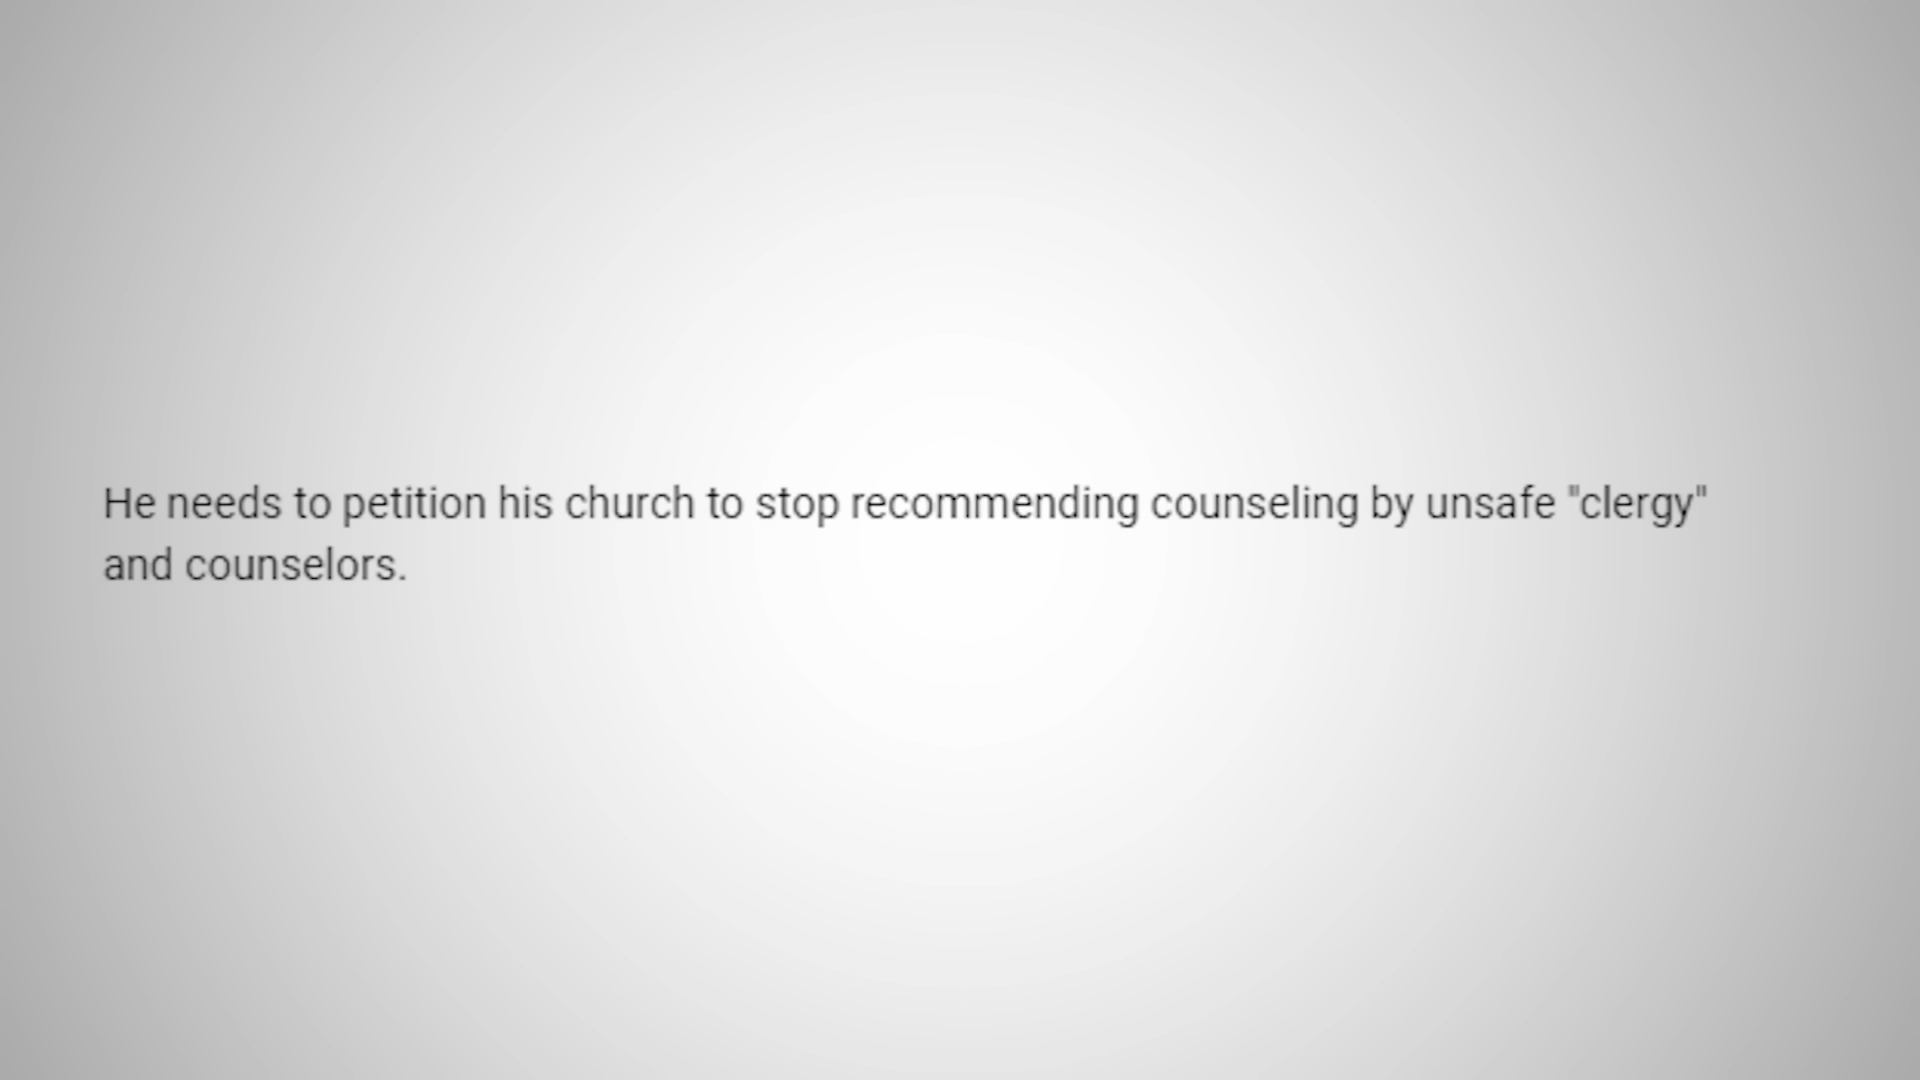 He needs to petition his church to stop recommending counseling by unsafe "clergy"
and counselors.